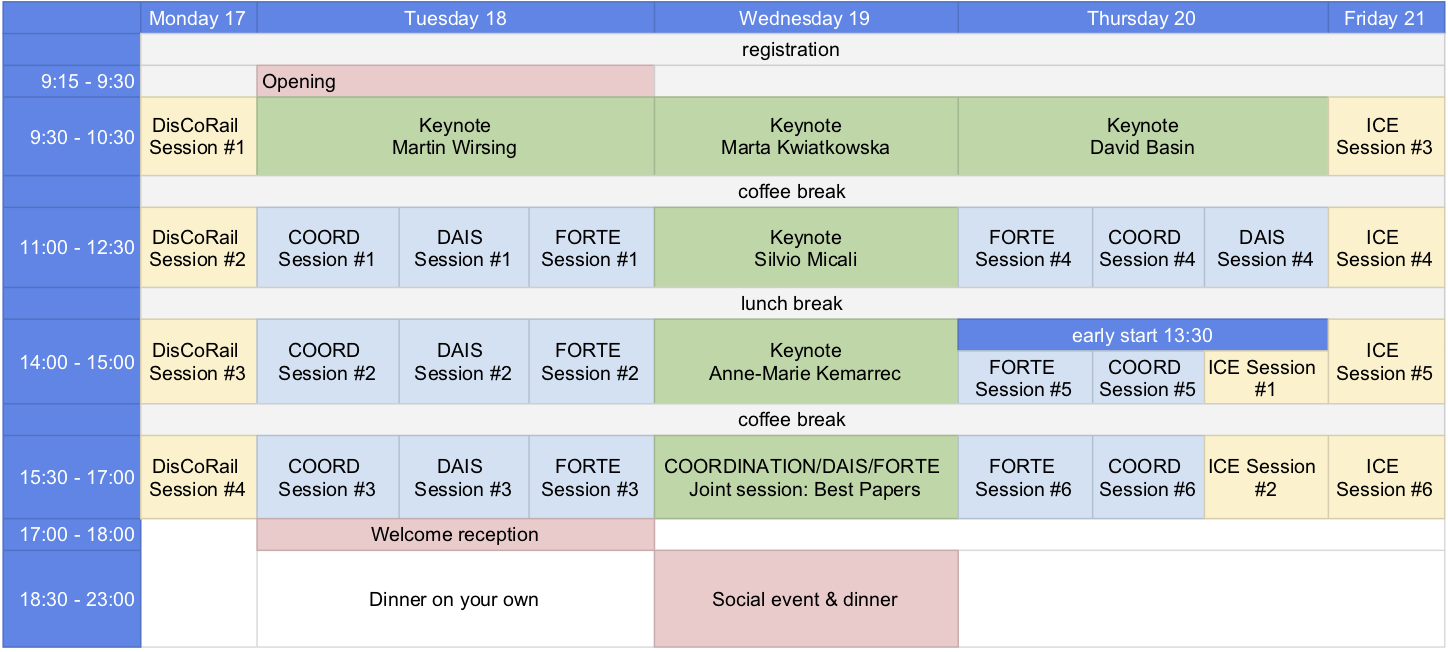 Monday 17
Tuesday 18
Wednesday 19
Thursday 20
Friday 21
registration
9:15 - 9:30
Opening
9:30 - 10:30
DisCoRail
Session #1
Keynote
Martin Wirsing
Keynote
Marta Kwiatkowska
Keynote
David Basin
ICE
Session #3
coffee break
11:00 - 12:30
DisCoRail
Session #2
COORD
Session #1
DAIS
Session #1
FORTE
Session #1
Keynote
Silvio Micali
FORTE
Session #4
COORD
Session #4
DAIS
Session #4
ICE
Session #4
lunch break
14:00 - 15:00
DisCoRail
Session #3
COORD
Session #2
DAIS
Session #2
FORTE
Session #2
Keynote
Anne-Marie Kemarrec
early start 13:30
FORTE
Session #5
COORD
Session #5
ICE Session
#1
ICE
Session #5
coffee break
15:30 - 17:00
DisCoRail
Session #4
COORD
Session #3
DAIS
Session #3
FORTE
Session #3
COORDINATION/DAIS/FORTE
Joint session: Best Papers
FORTE
Session #6
COORD
Session #6
ICE Session
#2
ICE
Session #6
17:00 - 18:00
Welcome reception
18:30 - 23:00
Dinner on your own
Social event & dinner